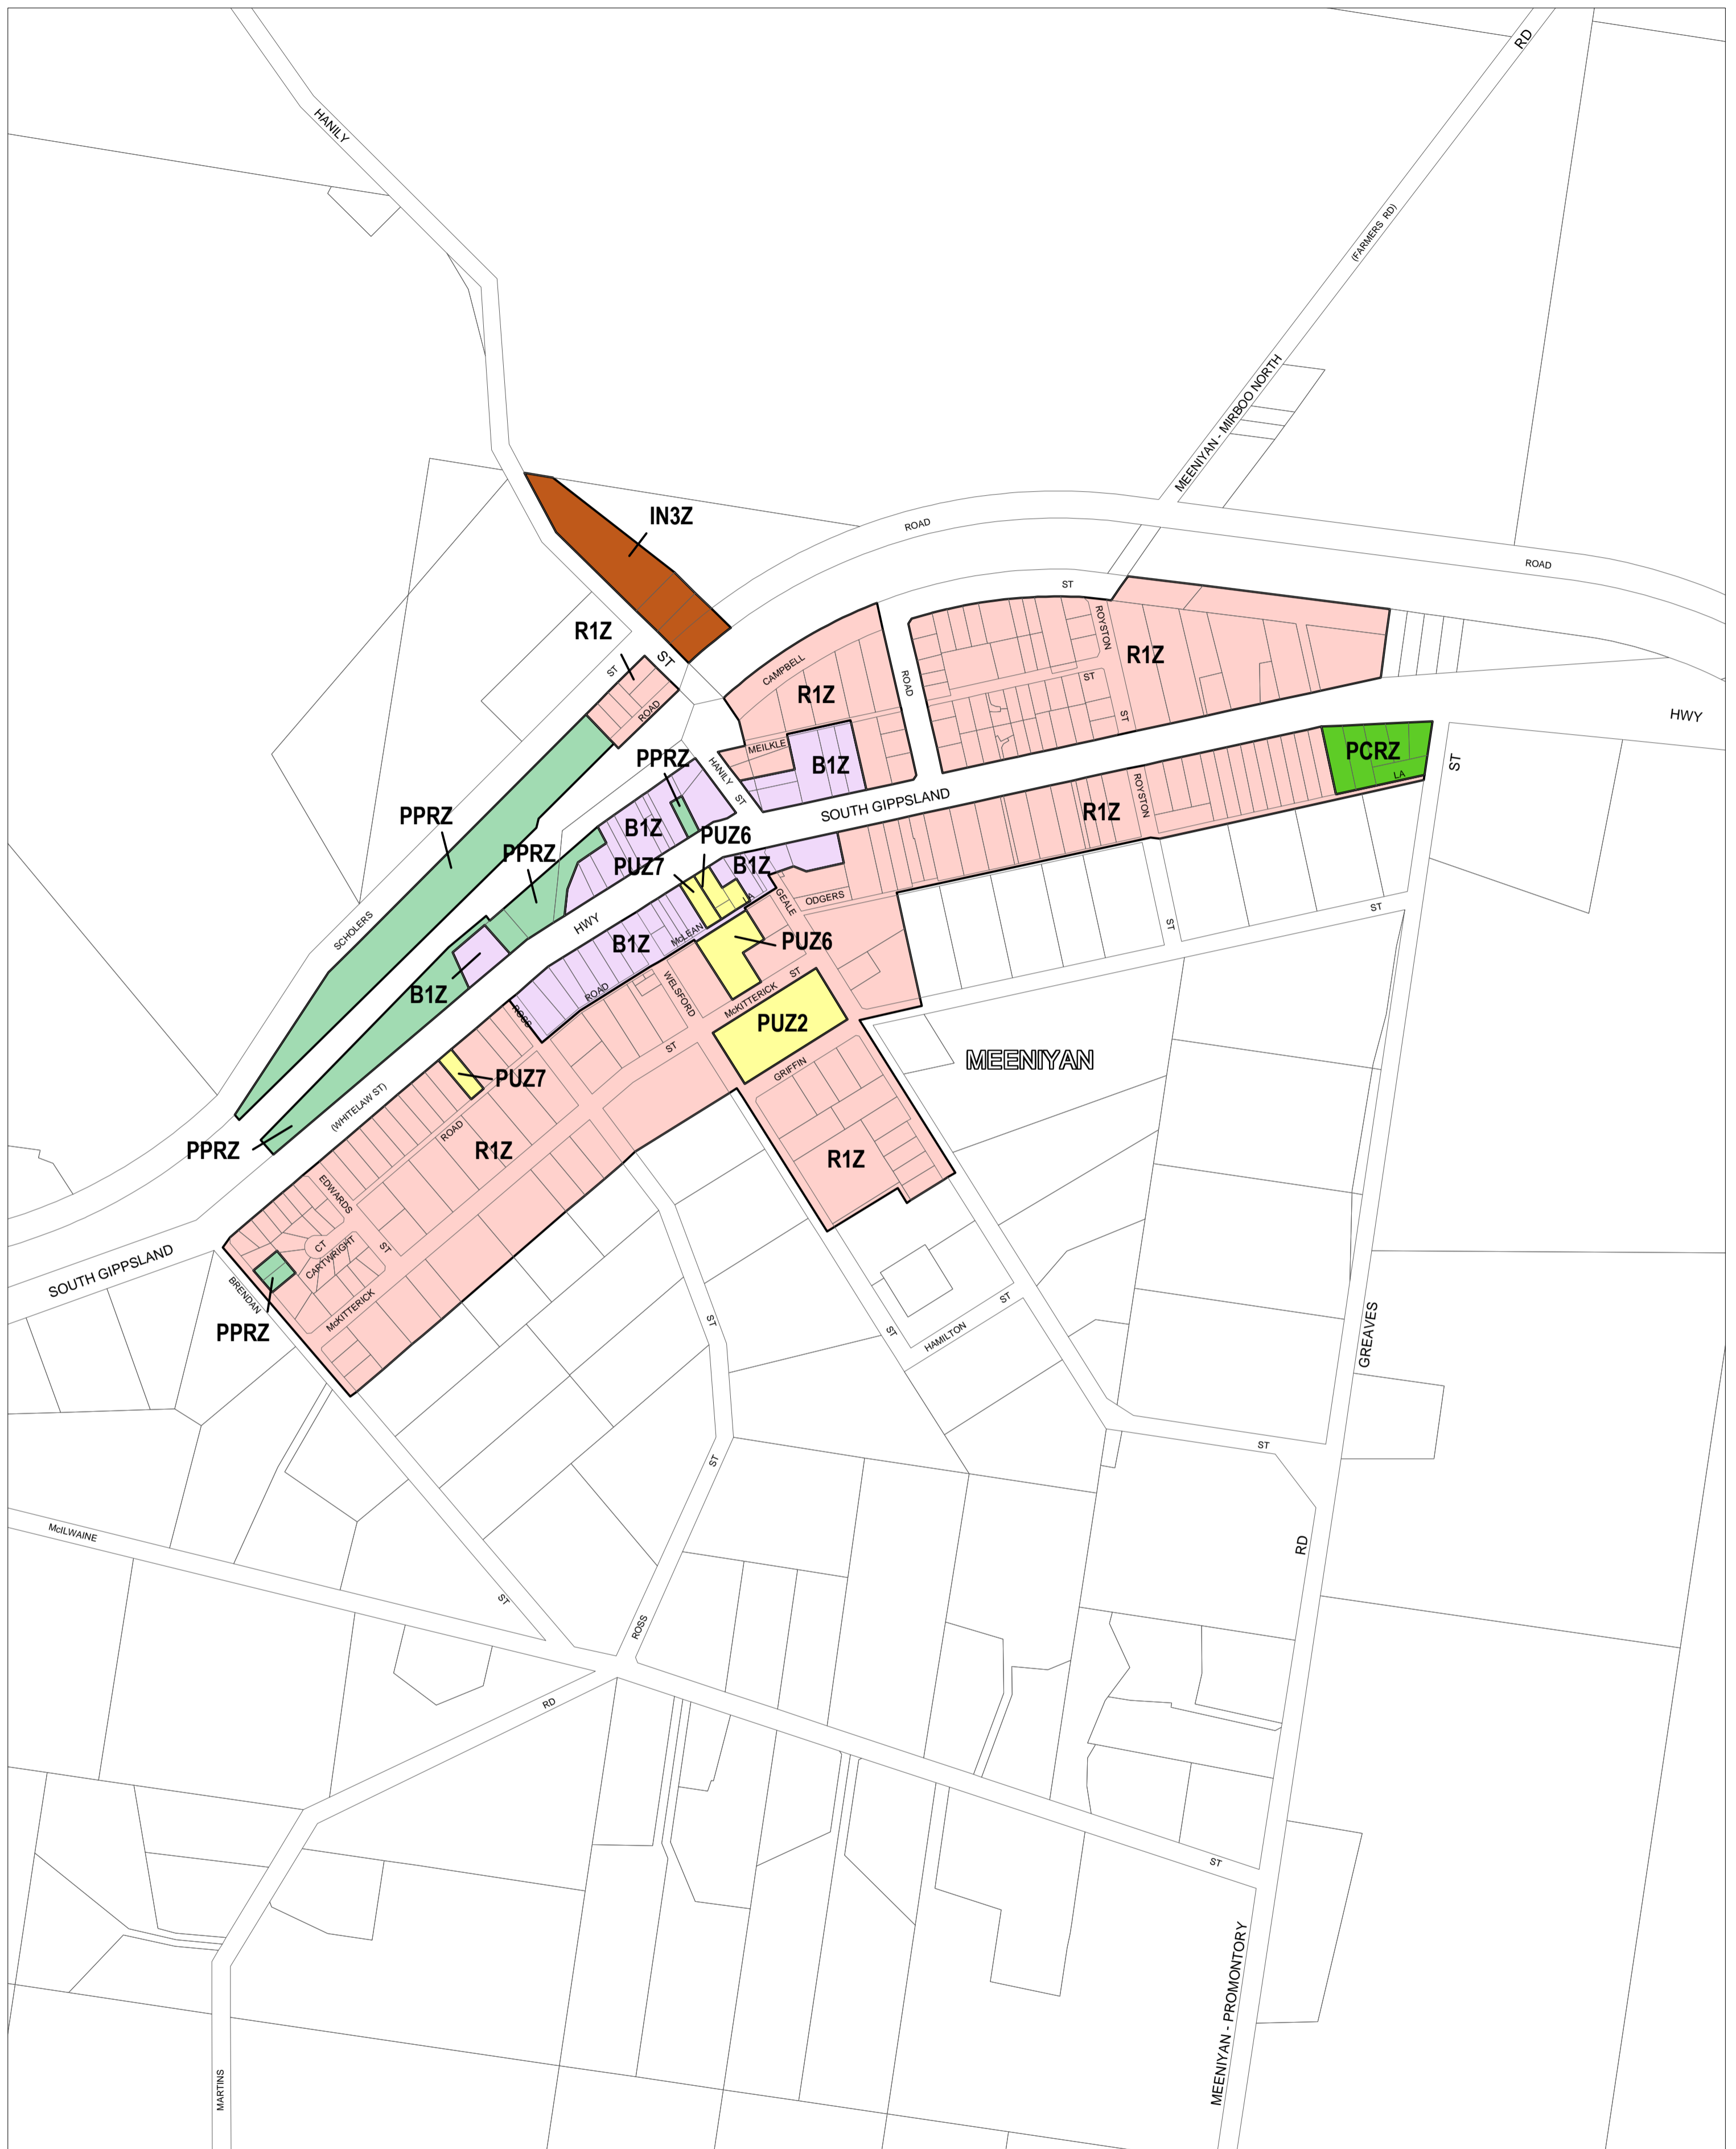 RD
HANILY
(FARMERS RD)
MEENIYAN - MIRBOO NORTH
IN3Z
ROAD
ROAD
ST
R1Z
ST
ST
ROYSTON
R1Z
CAMPBELL
R1Z
ROAD
ST
ROAD
ST
HWY
MEILKLE
PPRZ
HANILY
ST
B1Z
PCRZ
ST
LA
SOUTH GIPPSLAND
ROYSTON
R1Z
PPRZ
B1Z
PUZ6
PPRZ
PUZ7
B1Z
LA
GEALE
ODGERS
ST
ST
SCHOLERS
HWY
McLEAN
B1Z
PUZ6
ST
B1Z
WELSFORD
ROAD
McKITTERICK
ROSS
PUZ2
ST
MEENIYAN
GRIFFIN
PUZ7
(WHITELAW ST)
ROAD
PPRZ
R1Z
R1Z
EDWARDS
ST
CT
CARTWRIGHT
SOUTH GIPPSLAND
BRENDAN
McKITTERICK
PPRZ
ST
HAMILTON
ST
ST
GREAVES
ST
ST
McILWAINE
RD
ST
ROSS
RD
ST
MEENIYAN - PROMONTORY
MARTINS